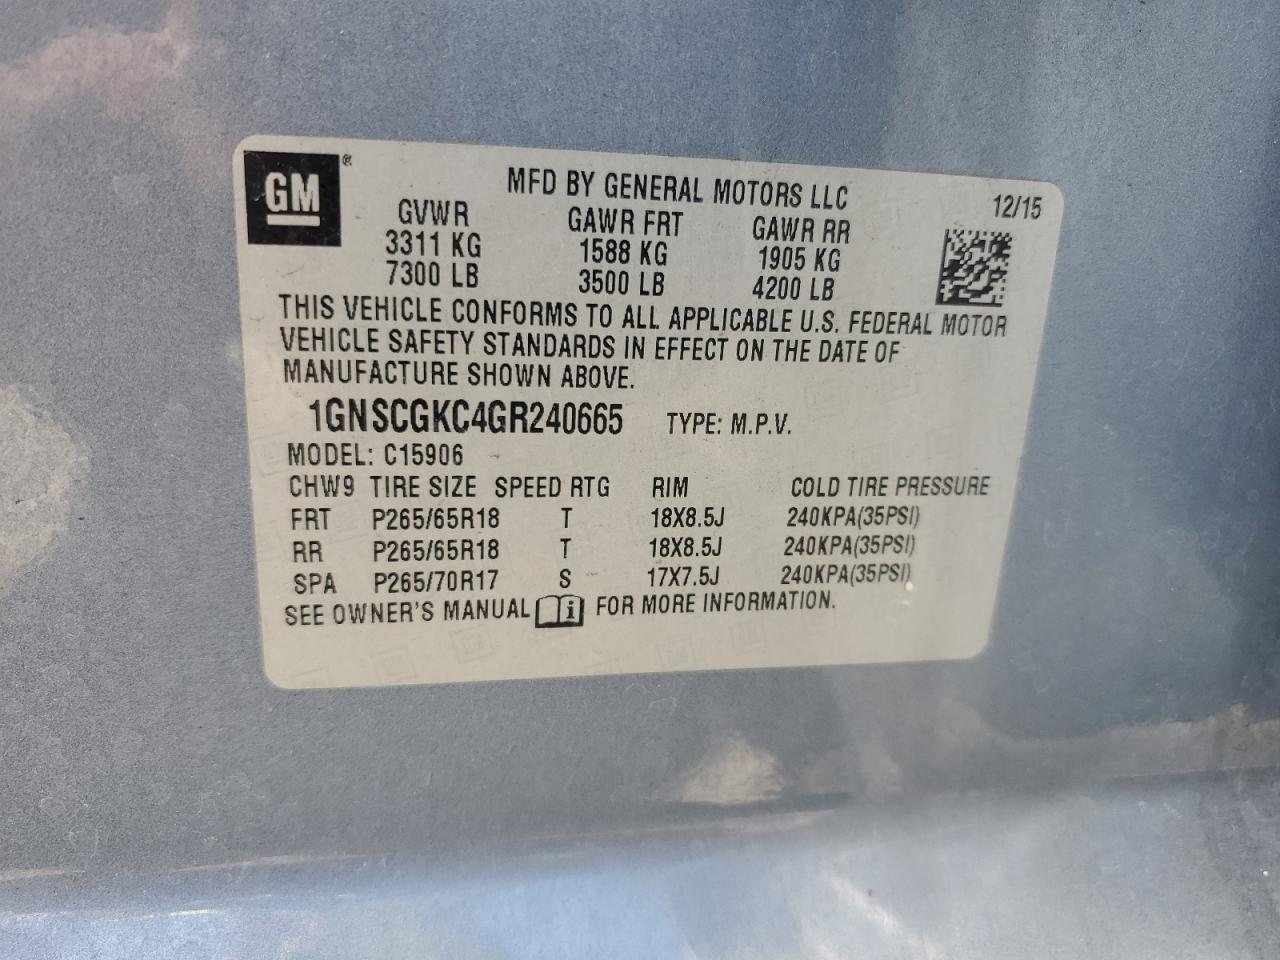 GM®
MFD BY GENERAL MOTORS LLC 12/15
GVWR GAWR FRT GAWR RR
3311 KG 1588 KG 1905 KG
7300 LB 3500 LB 4200 LB
THIS VEHICLE CONFORMS TO ALL APPLICABLE U.S. FEDERAL MOTOR
VEHICLE SAFETY STANDARDS IN EFFECT ON THE DATE OF
MANUFACTURE SHOWN ABOVE.
1GNSCGKC4GR240665 TYPE: M.P.V.
MODEL: C15906
CHW9 TIRE SIZE SPEED RTG RIM COLD TIRE PRESSURE
FRT P265/65R18 T 18X8.5J 240KPA(35PSI)
RR P265/65R18 T 18X8.5J 240KPA(35PSI)
SPA P265/70R17 S 17X7.5J 240KPA(35PSI)
SEE OWNER'S MANUAL i FOR MORE INFORMATION.